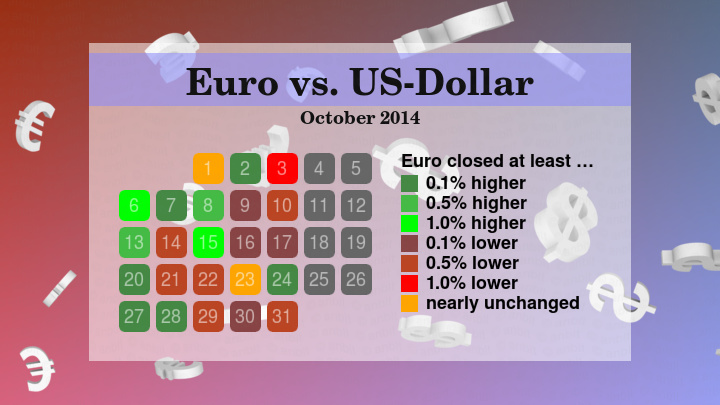 Euro vs. US-Dollar
October 2014
1 2 3 4 5
6 7 8 9 10 11 12
13 14 15 16 17 18 19
20 21 22 23 24 25 26
27 28 29 30 31
Euro closed at least …
0.1% higher
0.5% higher
1.0% higher
0.1% lower
0.5% lower
1.0% lower
nearly unchanged